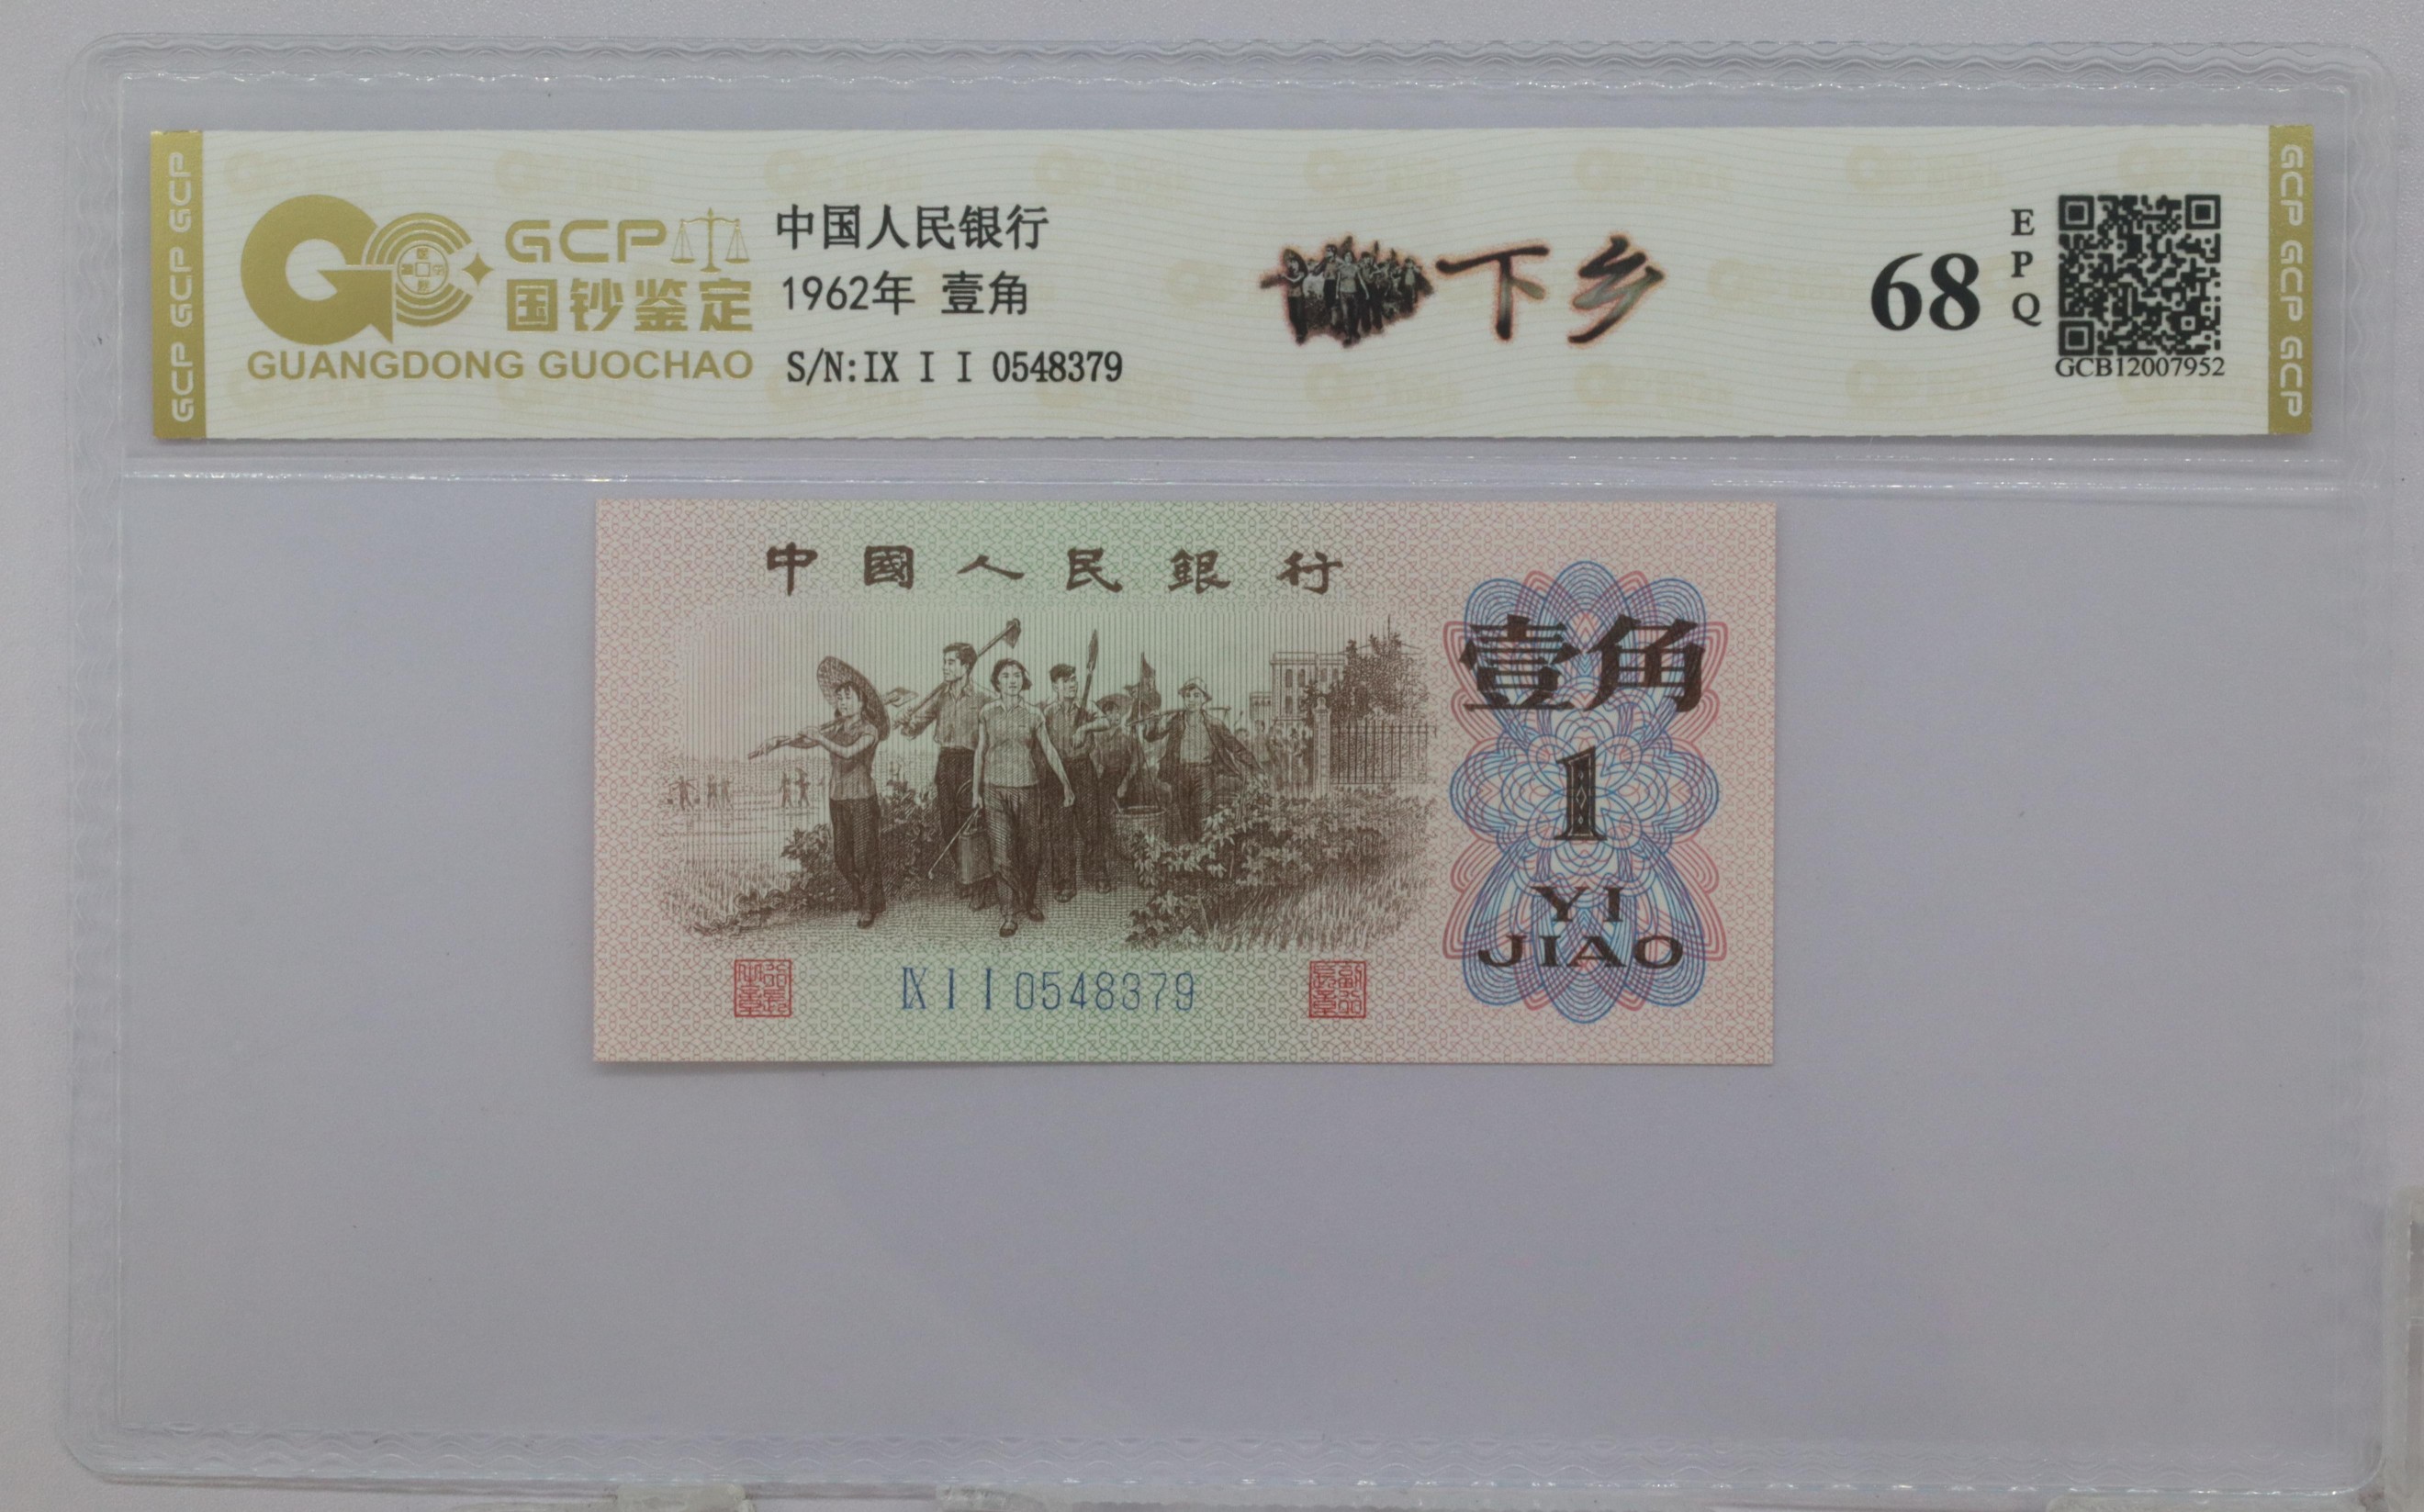 GCP GCP GCP
GCP
国钞鉴定
GUANGDONG GUOCHAO
中国人民银行
1962年 壹角
S/N:IX I I 0548379
下乡
68
EPQ
GCB12007952
GCP GCP GCP
中國人民銀行
壹角
1
YI
JIAO
IX I I 0548379